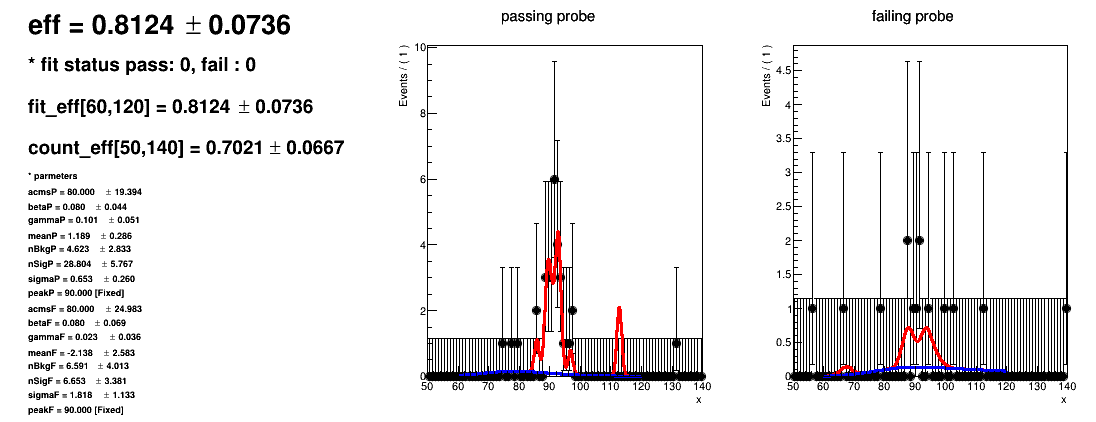 eff = 0.8124 ± 0.0736
* fit status pass: 0, fail : 0
fit_eff[60,120] = 0.8124 ± 0.0736
count_eff[50,140] = 0.7021 ± 0.0667
* parmeters
acmsP = 80.000 ± 19.394
betaP = 0.080 ± 0.044
gammaP = 0.101 ± 0.051
meanP = 1.189 ± 0.286
nBkgP = 4.623 ± 2.833
nSigP = 28.804 ± 5.767
sigmaP = 0.653 ± 0.260
peakP = 90.000 [Fixed]
acmsF = 80.000 ± 24.983
betaF = 0.080 ± 0.069
gammaF = 0.023 ± 0.036
meanF = -2.138 ± 2.583
nBkgF = 6.591 ± 4.013
nSigF = 6.653 ± 3.381
sigmaF = 1.818 ± 1.133
peakF = 90.000 [Fixed]
passing probe
Events / ( 1 )
10
8
6
4
2
0
50 60 70 80 90 100 110 120 130 140
x
failing probe
Events / ( 1 )
4.5
4
3.5
3
2.5
2
1.5
1
0.5
0
50 60 70 80 90 100 110 120 130 140
x